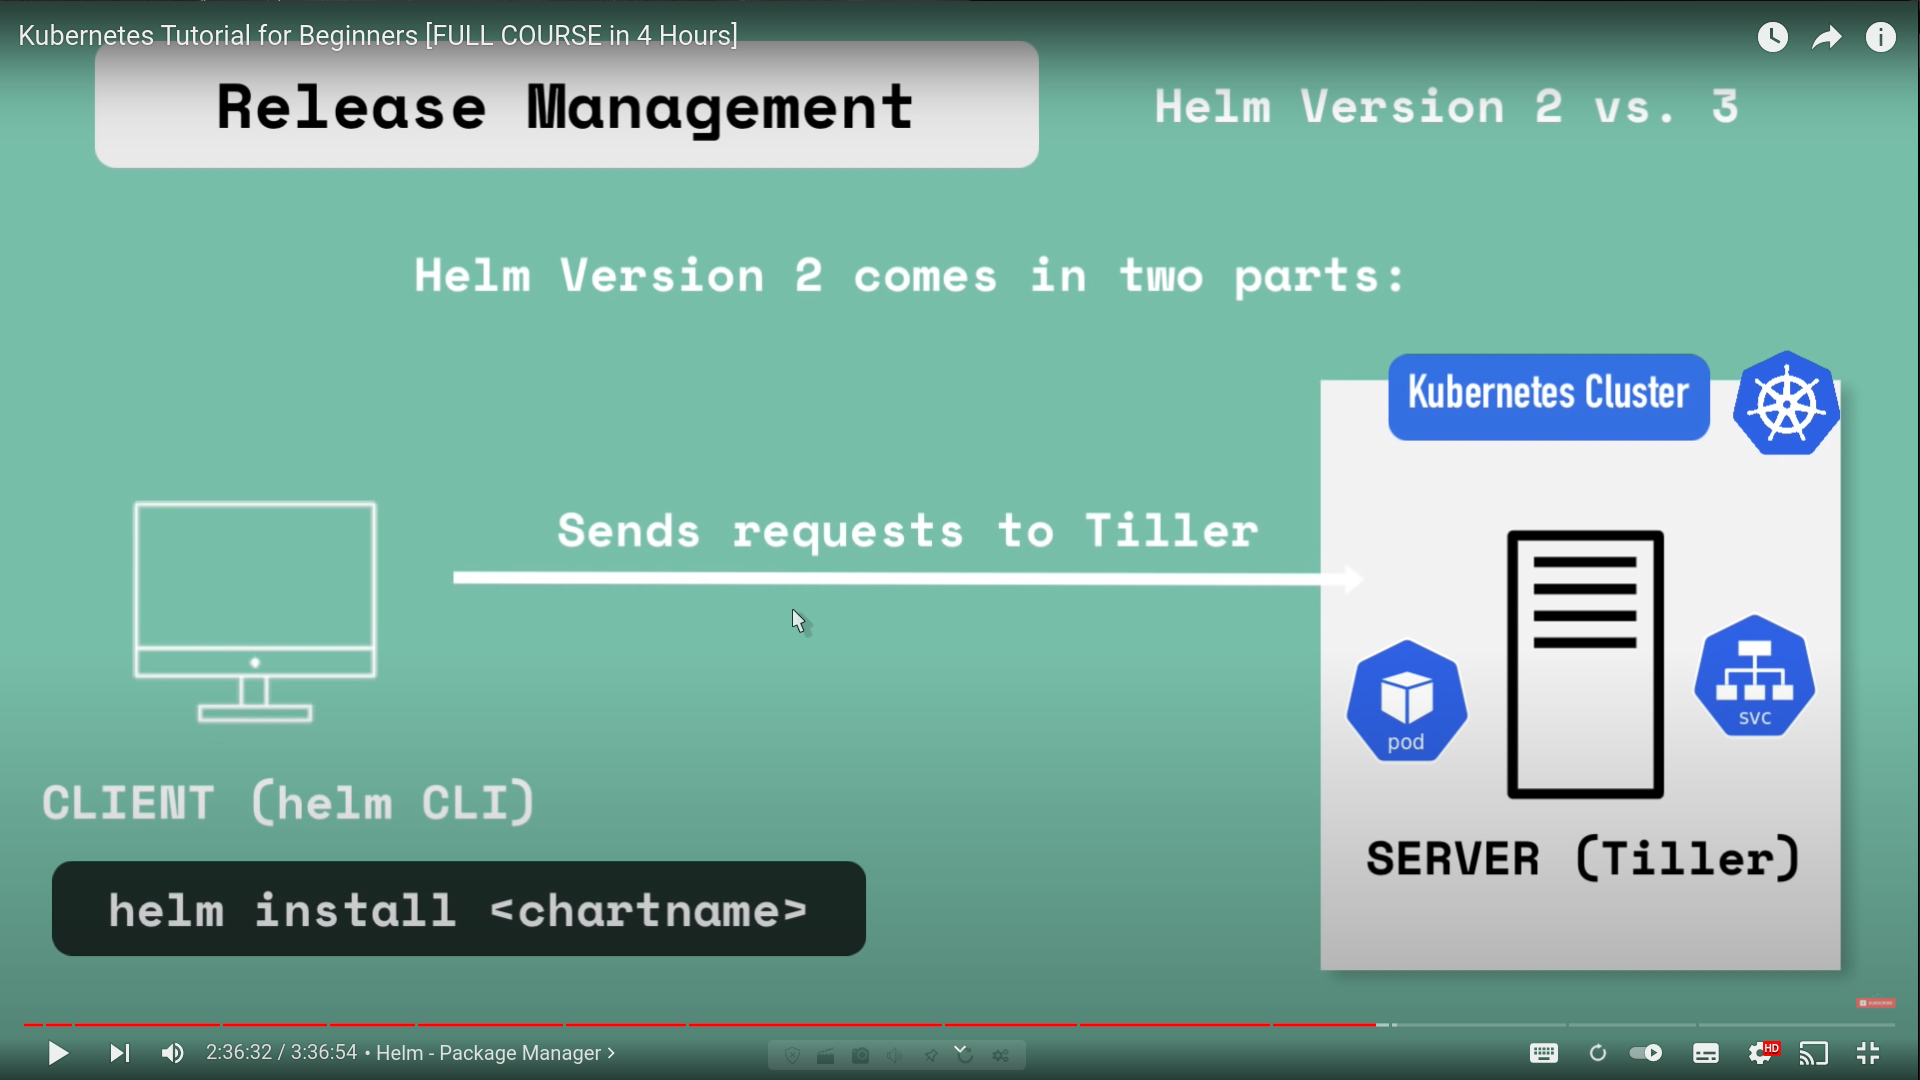 Kubernetes Tutorial for Beginners [FULL COURSE in 4 Hours]
Release Management
Helm Version 2 vs. 3
Helm Version 2 comes in two parts:
Kubernetes Cluster
Sends requests to Tiller
pod
svc
CLIENT (helm CLI)
SERVER (Tiller)
helm install <chartname>
2:36:32 / 3:36:54 • Helm - Package Manager >
HD